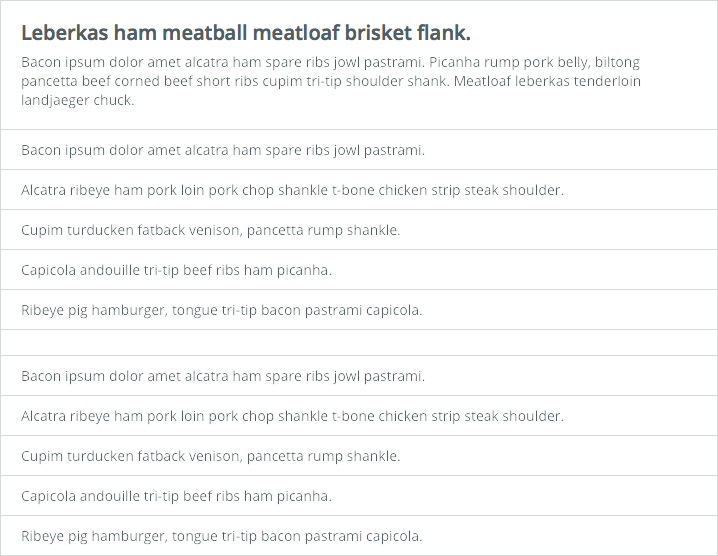 Leberkas ham meatball meatloaf brisket flank.
Bacon ipsum dolor amet alcatra ham spare ribs jowl pastrami. Picanha rump pork belly, biltong
pancetta beef corned beef short ribs cupim tri-tip shoulder shank. Meatloaf leberkas tenderloin
landjaeger chuck.
Bacon ipsum dolor amet alcatra ham spare ribs jowl pastrami.
Alcatra ribeye ham pork loin pork chop shankle t-bone chicken strip steak shoulder.
Cupim turducken fatback venison, pancetta rump shankle.
Capicola andouille tri-tip beef ribs ham picanha.
Ribeye pig hamburger, tongue tri-tip bacon pastrami capicola.
Bacon ipsum dolor amet alcatra ham spare ribs jowl pastrami.
Alcatra ribeye ham pork loin pork chop shankle t-bone chicken strip steak shoulder.
Cupim turducken fatback venison, pancetta rump shankle.
Capicola andouille tri-tip beef ribs ham picanha.
Ribeye pig hamburger, tongue tri-tip bacon pastrami capicola.